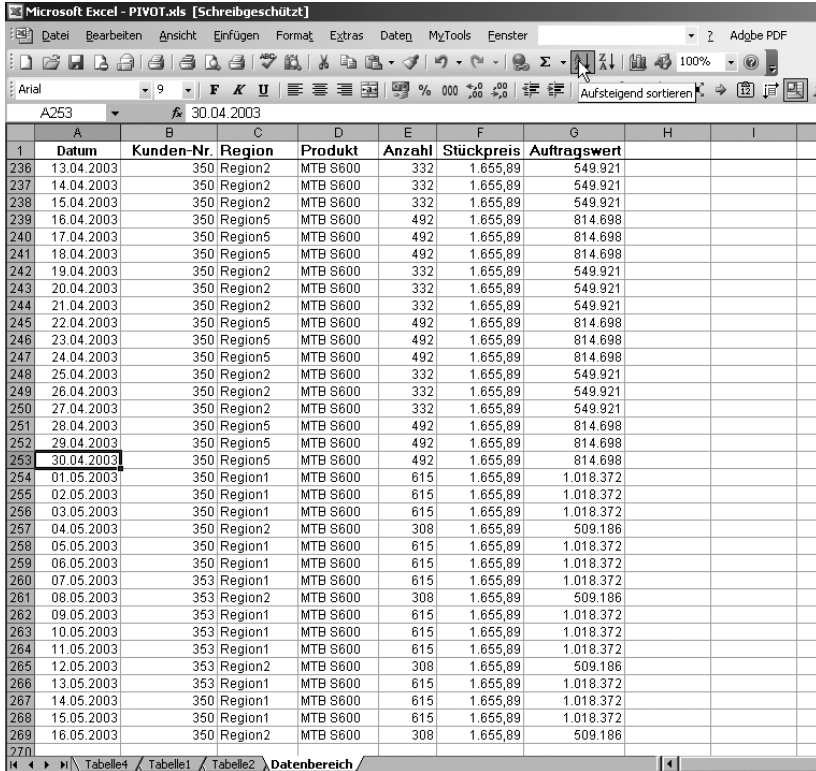 Microsoft Excel - PIVOT.xls [Schreibgeschützt]
Datei Bearbeiten Ansicht Einfügen Format Extras Daten MyTools Fenster ? Adobe PDF
Σ 100%
Arial 9 F K U % 000
Aufsteigend sortieren
A253 fx 30.04.2003
A B C D E F G H I
1 Datum Kunden-Nr. Region Produkt Anzahl Stückpreis Auftragswert
236 13.04.2003 350 Region2 MTB S600 332 1.655,89 549.921
237 14.04.2003 350 Region2 MTB S600 332 1.655,89 549.921
238 15.04.2003 350 Region2 MTB S600 332 1.655,89 549.921
239 16.04.2003 350 Region5 MTB S600 492 1.655,89 814.698
240 17.04.2003 350 Region5 MTB S600 492 1.655,89 814.698
241 18.04.2003 350 Region5 MTB S600 492 1.655,89 814.698
242 19.04.2003 350 Region2 MTB S600 332 1.655,89 549.921
243 20.04.2003 350 Region2 MTB S600 332 1.655,89 549.921
244 21.04.2003 350 Region2 MTB S600 332 1.655,89 549.921
245 22.04.2003 350 Region5 MTB S600 492 1.655,89 814.698
246 23.04.2003 350 Region5 MTB S600 492 1.655,89 814.698
247 24.04.2003 350 Region5 MTB S600 492 1.655,89 814.698
248 25.04.2003 350 Region2 MTB S600 332 1.655,89 549.921
249 26.04.2003 350 Region2 MTB S600 332 1.655,89 549.921
250 27.04.2003 350 Region2 MTB S600 332 1.655,89 549.921
251 28.04.2003 350 Region5 MTB S600 492 1.655,89 814.698
252 29.04.2003 350 Region5 MTB S600 492 1.655,89 814.698
253 30.04.2003 350 Region5 MTB S600 492 1.655,89 814.698
254 01.05.2003 350 Region1 MTB S600 615 1.655,89 1.018.372
255 02.05.2003 350 Region1 MTB S600 615 1.655,89 1.018.372
256 03.05.2003 350 Region1 MTB S600 615 1.655,89 1.018.372
257 04.05.2003 350 Region2 MTB S600 308 1.655,89 509.186
258 05.05.2003 350 Region1 MTB S600 615 1.655,89 1.018.372
259 06.05.2003 350 Region1 MTB S600 615 1.655,89 1.018.372
260 07.05.2003 353 Region1 MTB S600 615 1.655,89 1.018.372
261 08.05.2003 353 Region2 MTB S600 308 1.655,89 509.186
262 09.05.2003 353 Region1 MTB S600 615 1.655,89 1.018.372
263 10.05.2003 353 Region1 MTB S600 615 1.655,89 1.018.372
264 11.05.2003 353 Region1 MTB S600 615 1.655,89 1.018.372
265 12.05.2003 353 Region2 MTB S600 308 1.655,89 509.186
266 13.05.2003 353 Region1 MTB S600 615 1.655,89 1.018.372
267 14.05.2003 350 Region1 MTB S600 615 1.655,89 1.018.372
268 15.05.2003 350 Region1 MTB S600 615 1.655,89 1.018.372
269 16.05.2003 350 Region2 MTB S600 308 1.655,89 509.186
270
Tabelle4 Tabelle1 Tabelle2 Datenbereich